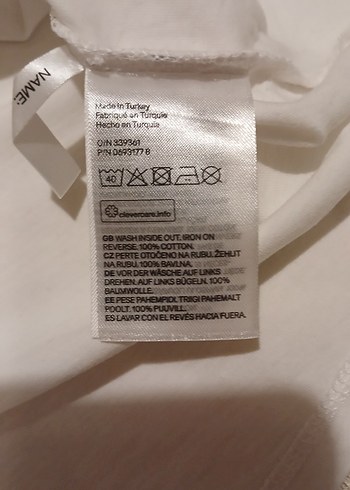 NAME:
Made in Turkey
Fabriqué en Turquie
Hecho en Turquía
O/N 339361
P/N 0693177 8
40
clevercare.info
GB WASH INSIDE OUT. IRON ON
REVERSE. 100% COTTON.
CZ PERTE OTOČENO NA RUBU. ŽEHLIT
NA RUBU. 100% BAVLNA.
DE VOR DER WÄSCHE AUF LINKS
DREHEN. AUF LINKS BÜGELN. 100%
BAUMWOLLE.
EE PESE PAHEMPIDI. TRIIGI PAHEMALT
POOLT. 100% PUUVILL.
ES LAVAR CON EL REVÉS HACIA FUERA.